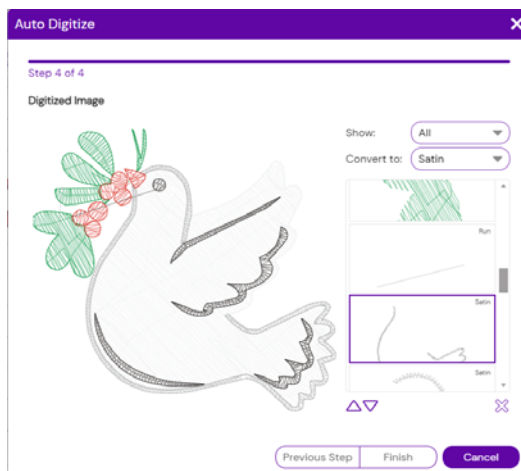 Auto Digitize
Step 4 of 4
Digitized Image
Show: All
Convert to: Satin
Run
Satin
Satin
Previous Step Finish Cancel